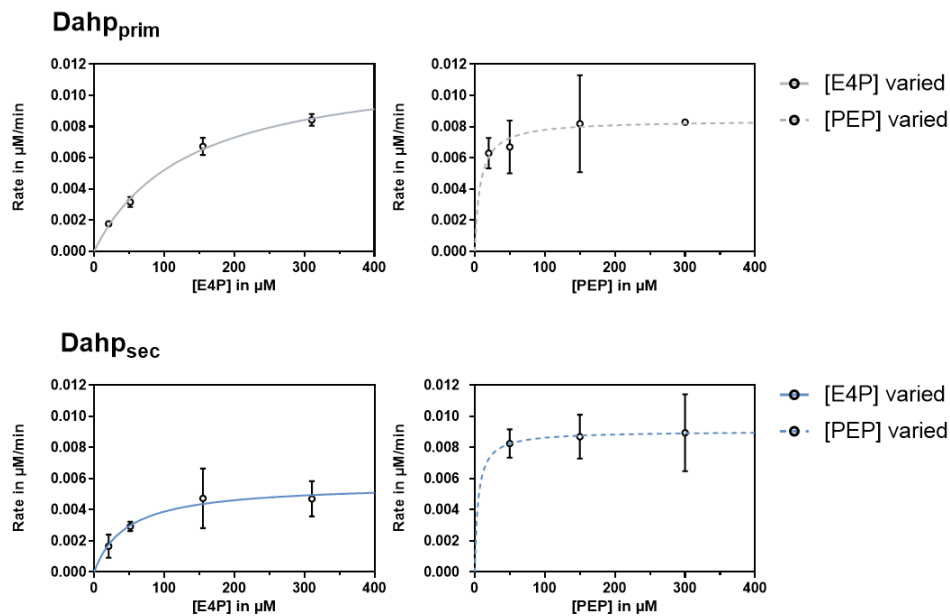 Dahpprim
0.012
0.010
0.008
0.006
0.004
0.002
0.000
Rate in µM/min
0 100 200 300 400
[E4P] in µM
0.012
0.010
0.008
0.006
0.004
0.002
0.000
Rate in µM/min
0 100 200 300 400
[PEP] in µM
[E4P] varied
[PEP] varied
Dahpsec
0.012
0.010
0.008
0.006
0.004
0.002
0.000
Rate in µM/min
0 100 200 300 400
[E4P] in µM
0.012
0.010
0.008
0.006
0.004
0.002
0.000
Rate in µM/min
0 100 200 300 400
[PEP] in µM
[E4P] varied
[PEP] varied